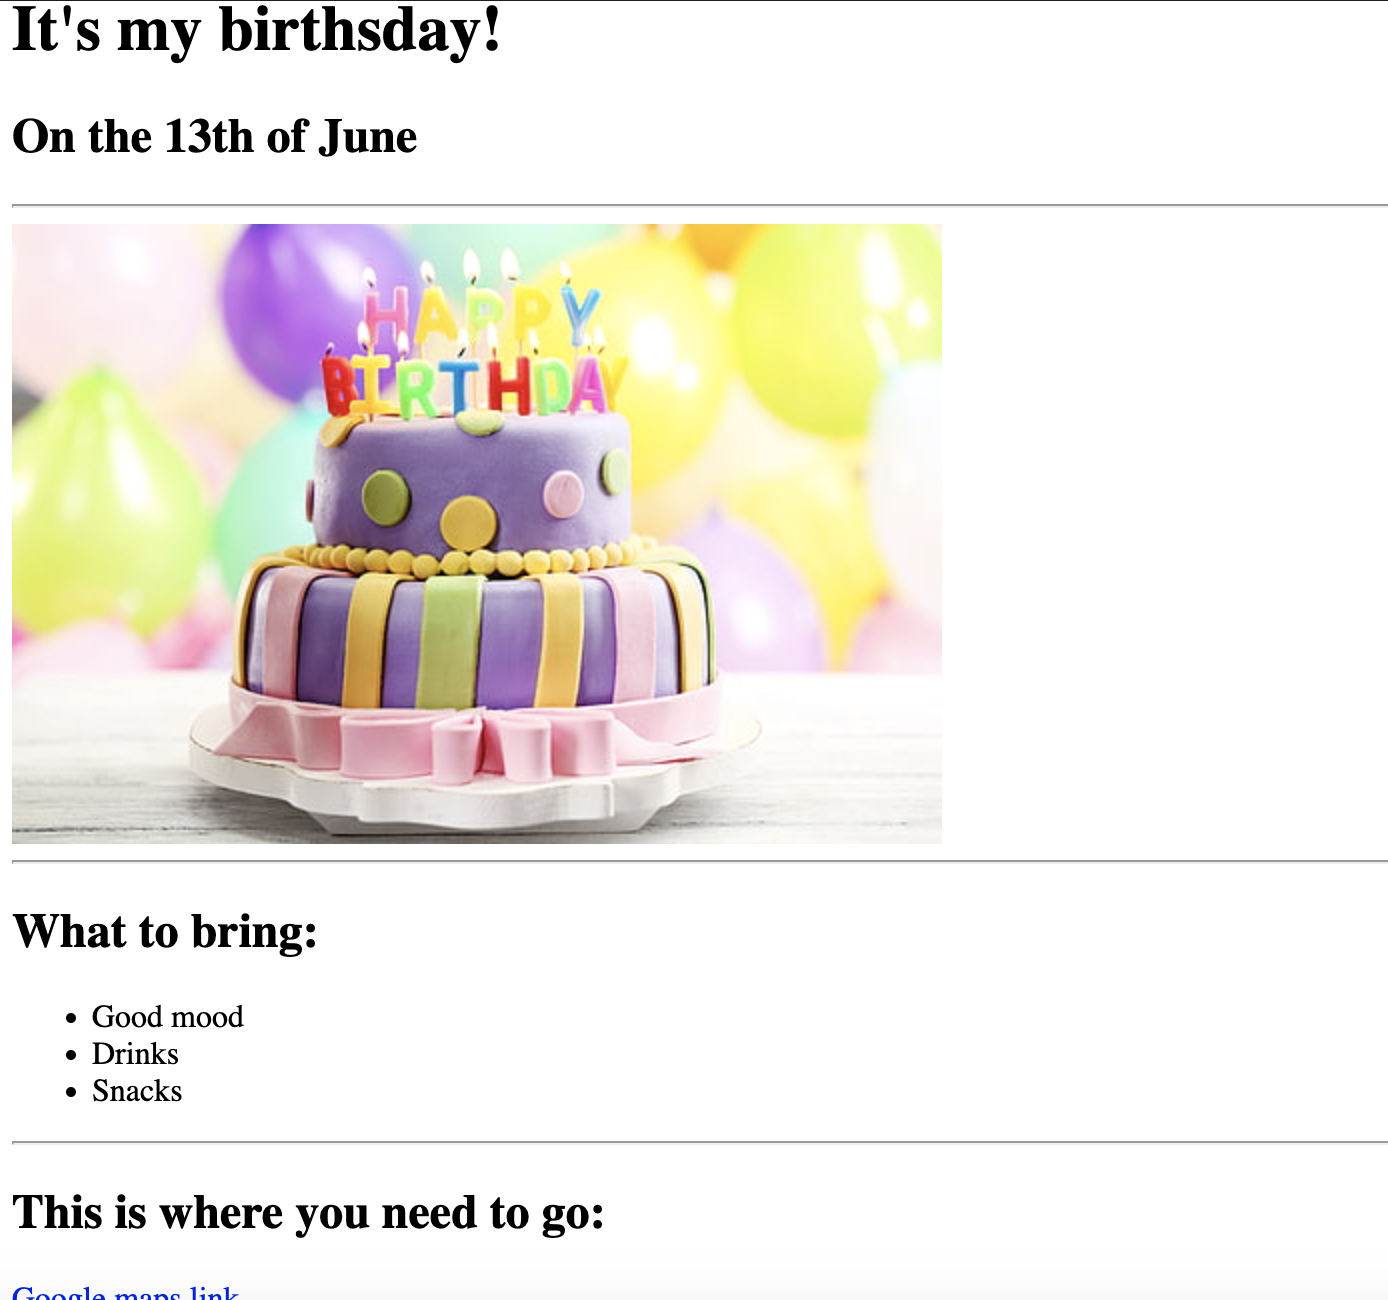 It's my birthsday!
On the 13th of June
HAPPY
BIRTHDAY
What to bring:
Good mood
Drinks
Snacks
This is where you need to go:
Google maps link